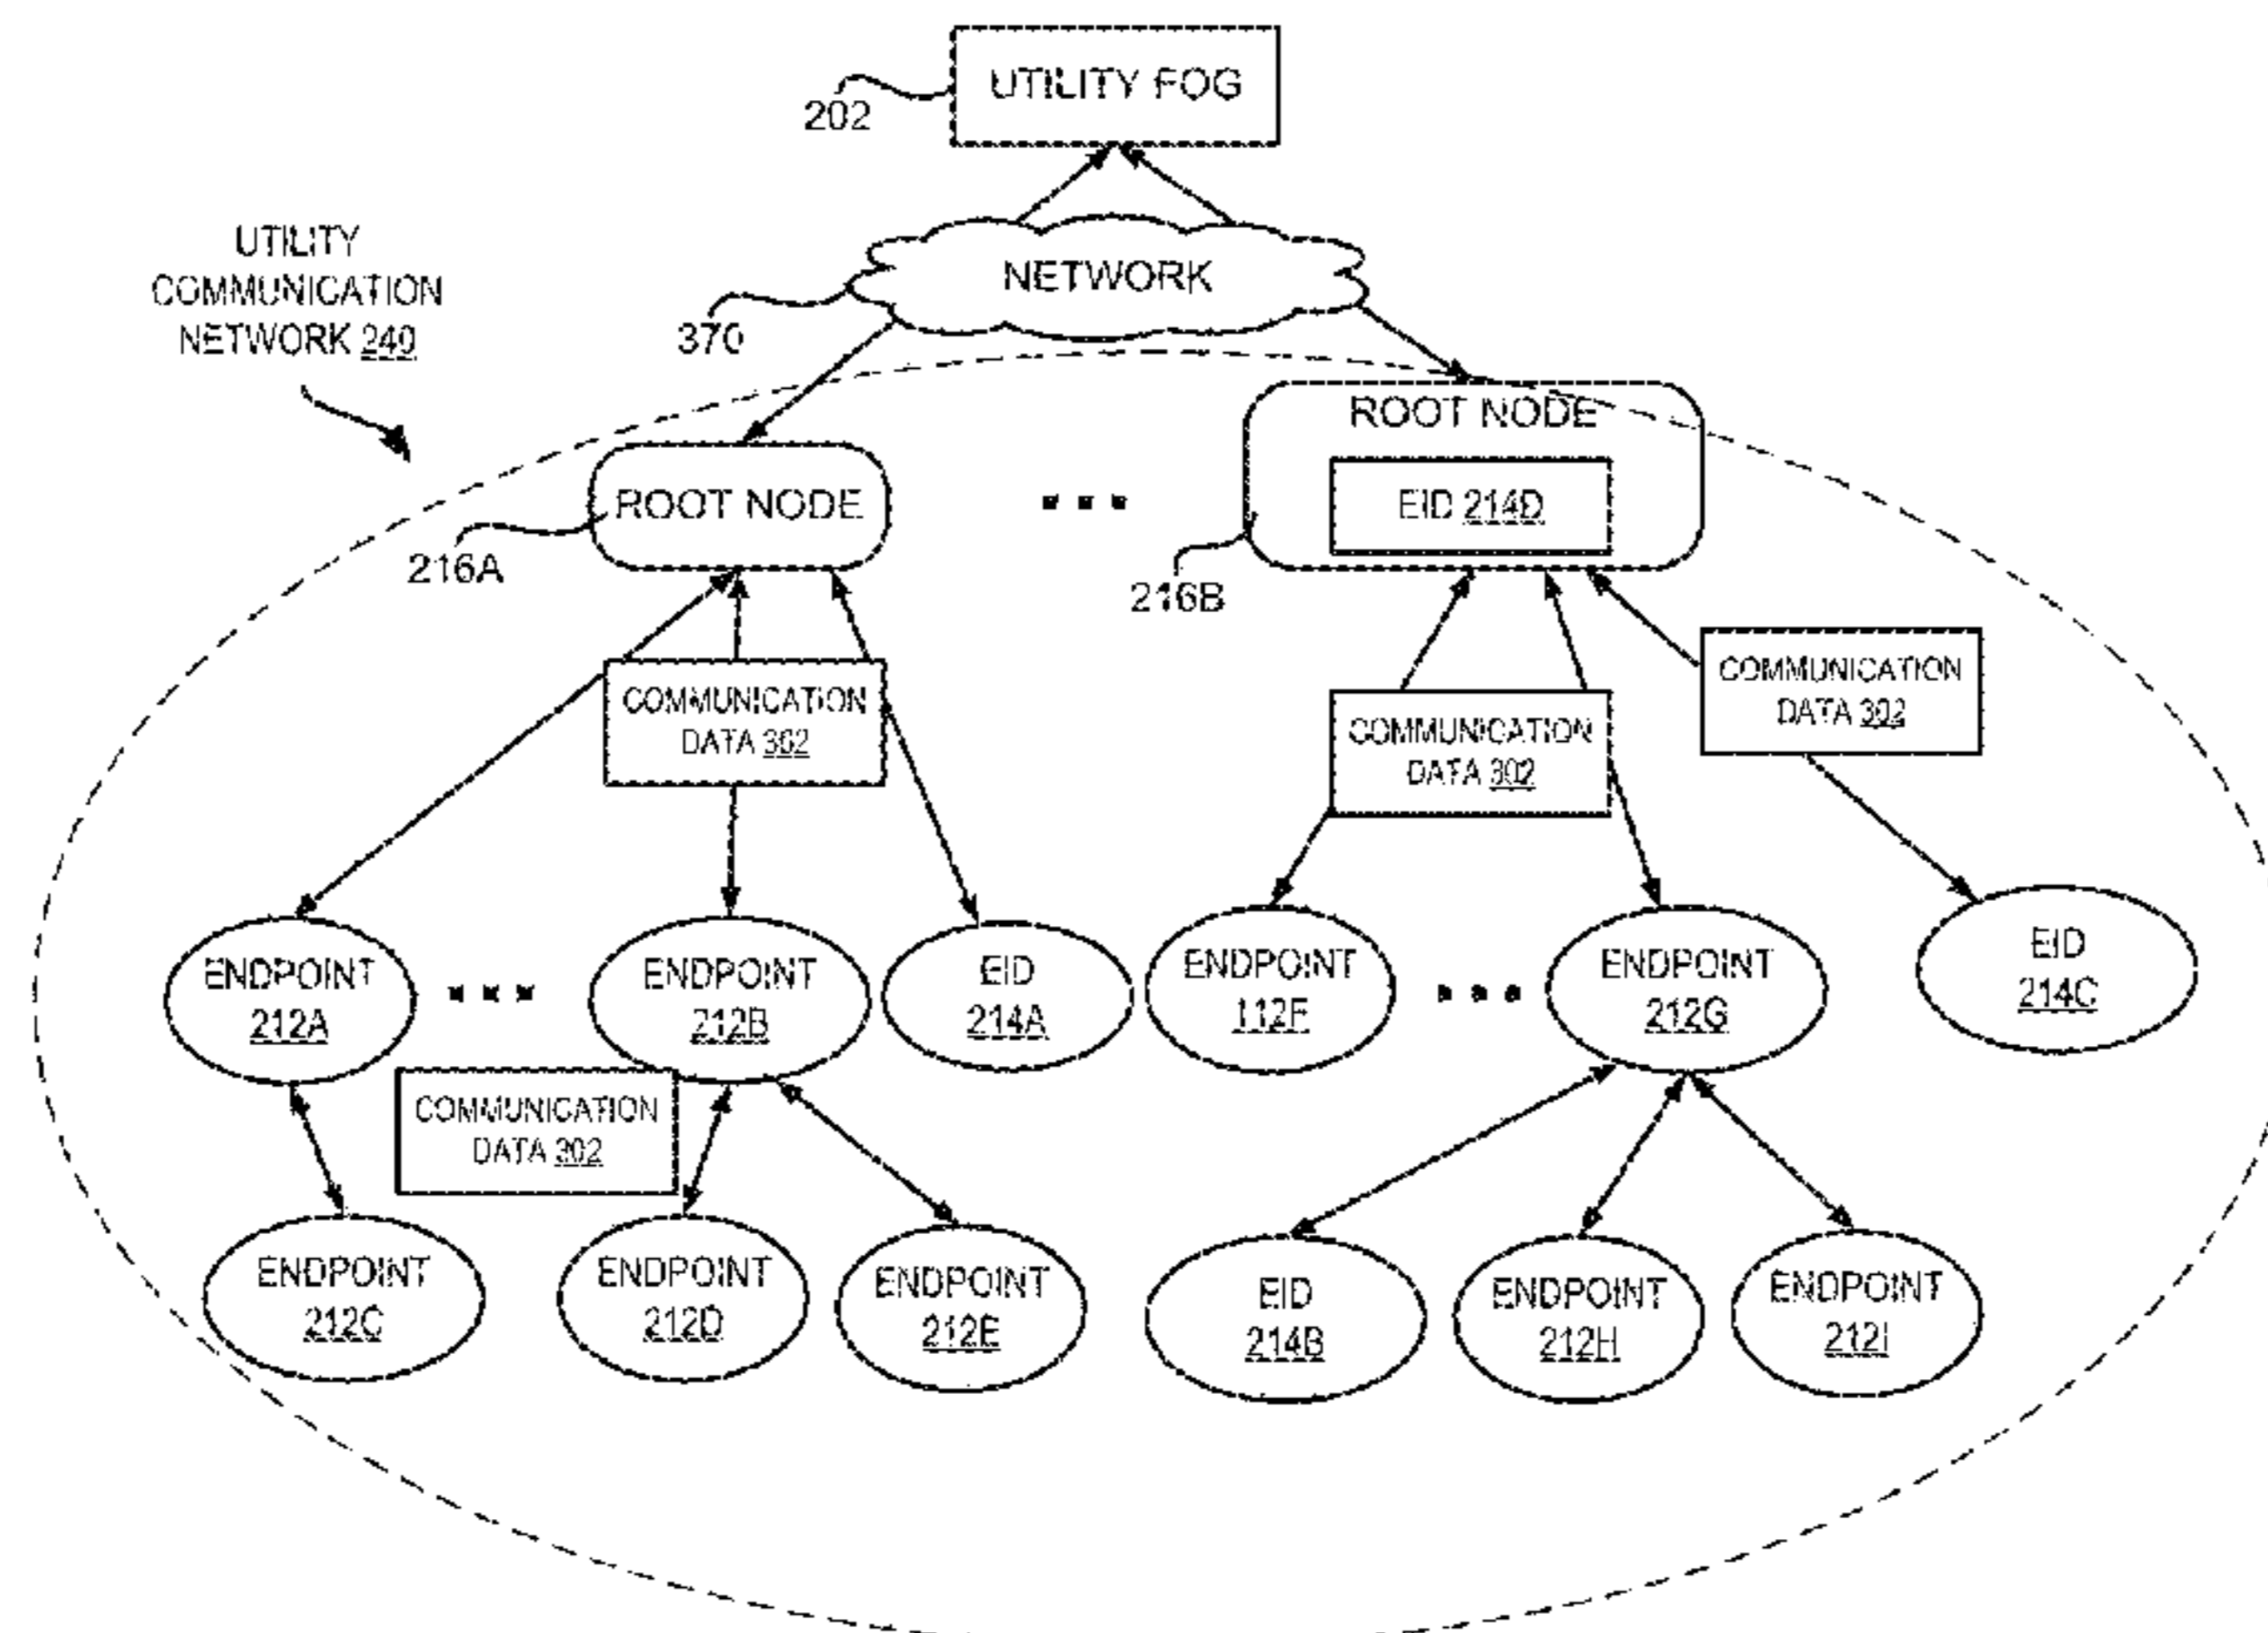 UTILITY FOG
202
UTILITY
COMMUNICATION
NETWORK 240
NETWORK
370
ROOT NODE
EID 214D
ROOT NODE
216A
216B
COMMUNICATION
DATA 302
COMMUNICATION
DATA 302
COMMUNICATION
DATA 302
ENDPOINT
212A
ENDPOINT
212B
EID
214A
ENDPOINT
112F
ENDPOINT
212G
EID
214C
COMMUNICATION
DATA 302
ENDPOINT
212C
ENDPOINT
212D
ENDPOINT
212E
EID
214B
ENDPOINT
212H
ENDPOINT
212I